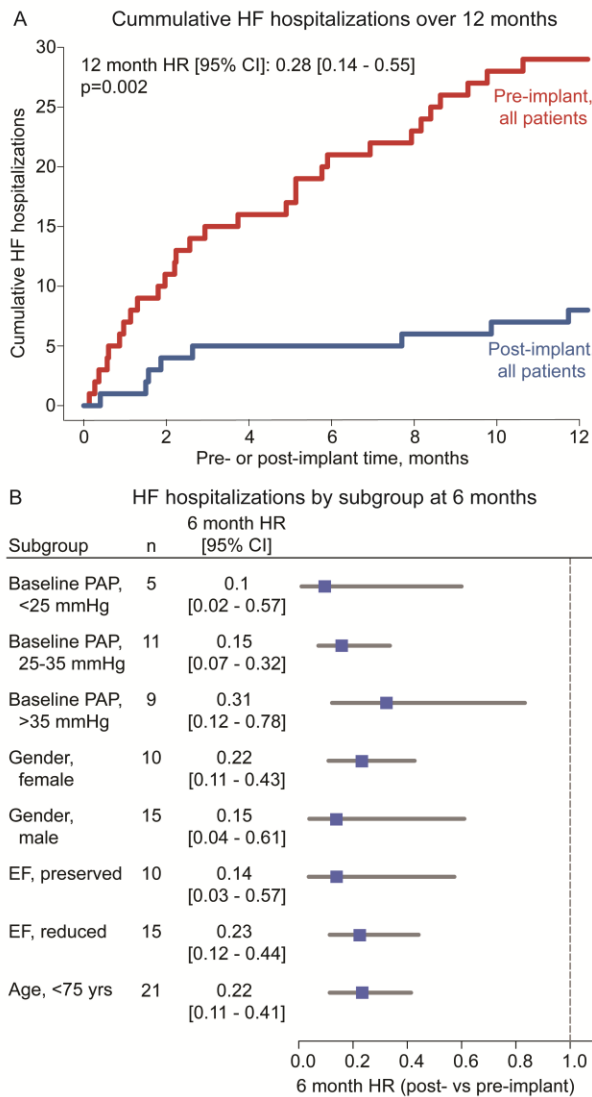 A
Cummulative HF hospitalizations over 12 months
30
25
20
15
10
5
0
Cumulative HF hospitalizations
12 month HR [95% CI]: 0.28 [0.14 - 0.55]
p=0.002
Pre-implant,
all patients
Post-implant
all patients
0 2 4 6 8 10 12
Pre- or post-implant time, months
B
HF hospitalizations by subgroup at 6 months
6 month HR
Subgroup n [95% CI]
Baseline PAP, 5 0.1
<25 mmHg [0.02 - 0.57]
Baseline PAP, 11 0.15
25-35 mmHg [0.07 - 0.32]
Baseline PAP, 9 0.31
>35 mmHg [0.12 - 0.78]
Gender, 10 0.22
female [0.11 - 0.43]
Gender, 15 0.15
male [0.04 - 0.61]
EF, preserved 10 0.14
[0.03 - 0.57]
EF, reduced 15 0.23
[0.12 - 0.44]
Age, <75 yrs 21 0.22
[0.11 - 0.41]
0.0 0.2 0.4 0.6 0.8 1.0
6 month HR (post- vs pre-implant)